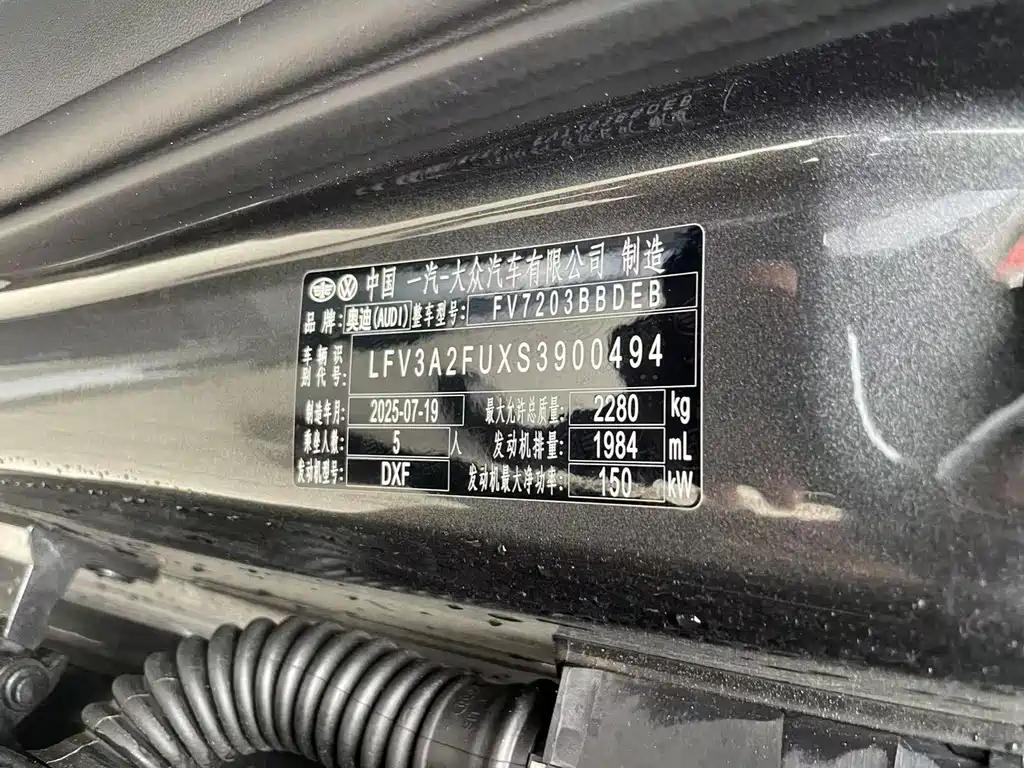 中国 一汽-大众汽车有限公司 制造
品牌: 奥迪(AUDI) 整车型号: FV7203BBDEB
车辆识别代号: LFV3A2FUXS3900494
制造年月: 2025-07-19 最大允许总质量: 2280 kg
乘坐人数: 5 人 发动机排量: 1984 mL
发动机型号: DXF 发动机最大净功率: 150 kW